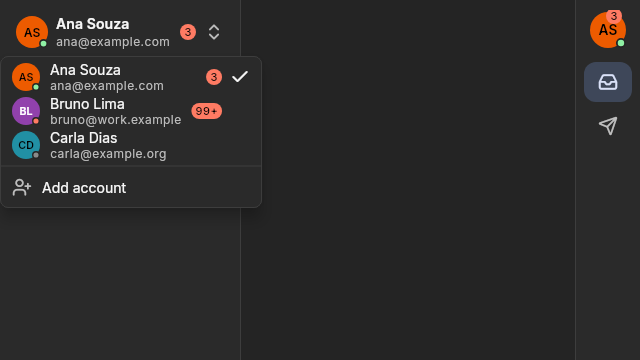 AS
Ana Souza
ana@example.com
3
AS
Ana Souza
ana@example.com
3
BL
Bruno Lima
bruno@work.example
99+
CD
Carla Dias
carla@example.org
Add account
3
AS